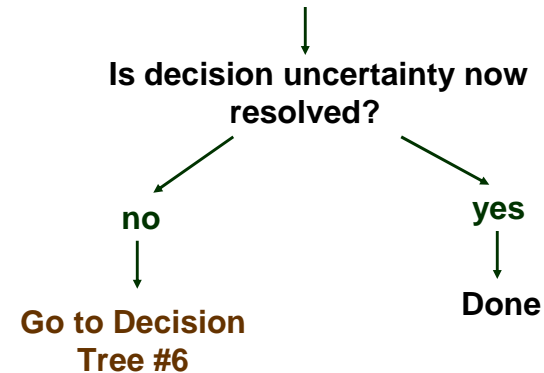 Is decision uncertainty now
resolved?
no
yes
Go to Decision
Tree #6
Done